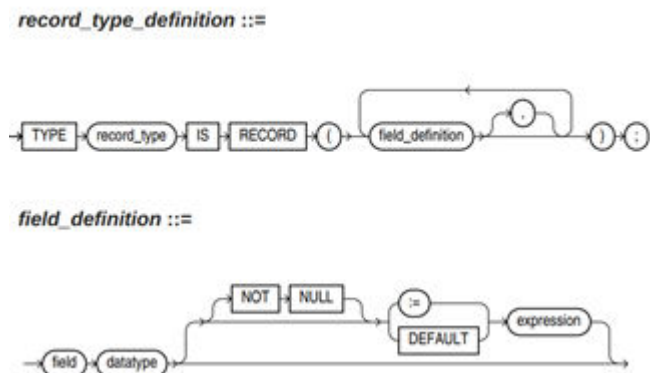 record_type_definition ::=
,
TYPE record_type IS RECORD ( field_definition ) ;
field_definition ::=
NOT NULL :=
expression
DEFAULT
field datatype